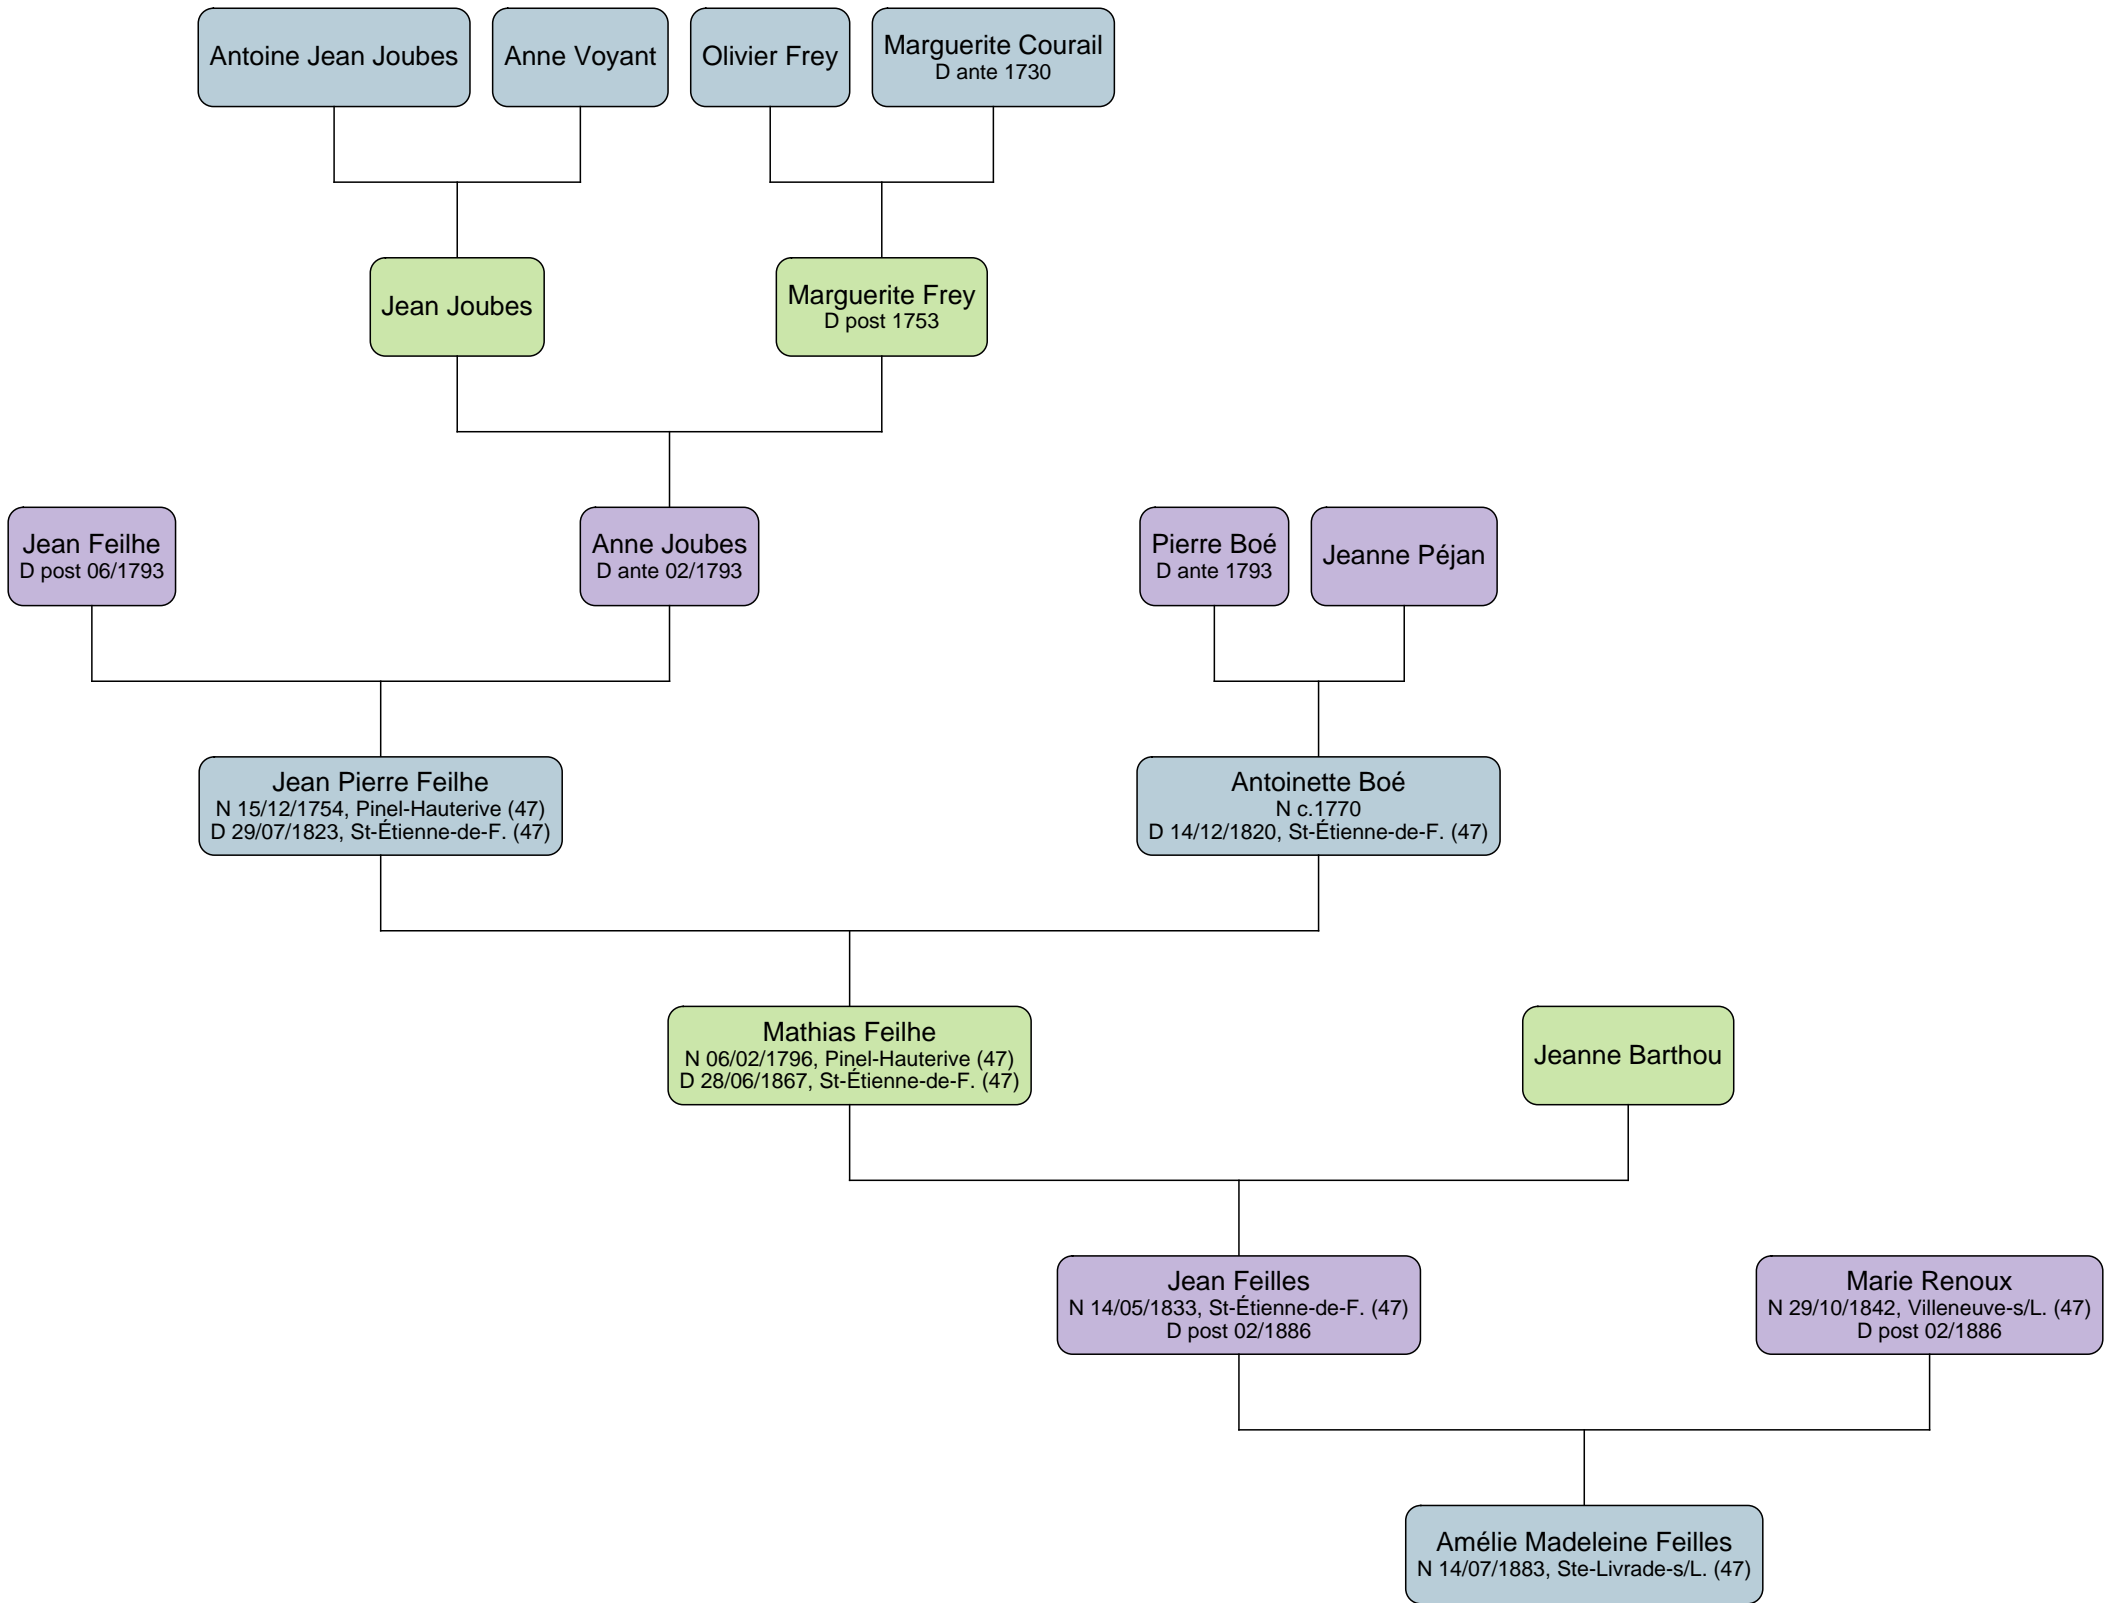 Antoine Jean Joubes
Anne Voyant
Olivier Frey
Marguerite Courail
D ante 1730
Jean Joubes
Marguerite Frey
D post 1753
Jean Feilhe
D post 06/1793
Anne Joubes
D ante 02/1793
Pierre Boé
D ante 1793
Jeanne Péjan
Jean Pierre Feilhe
N 15/12/1754, Pinel-Hauterive (47)
D 29/07/1823, St-Étienne-de-F. (47)
Antoinette Boé
N c.1770
D 14/12/1820, St-Étienne-de-F. (47)
Mathias Feilhe
N 06/02/1796, Pinel-Hauterive (47)
D 28/06/1867, St-Étienne-de-F. (47)
Jeanne Barthou
Jean Feilles
N 14/05/1833, St-Étienne-de-F. (47)
D post 02/1886
Marie Renoux
N 29/10/1842, Villeneuve-s/L. (47)
D post 02/1886
Amélie Madeleine Feilles
N 14/07/1883, Ste-Livrade-s/L. (47)